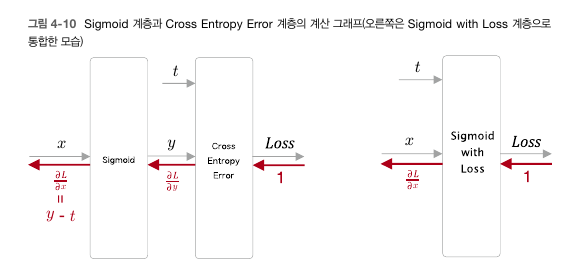 그림 4-10 Sigmoid 계층과 Cross Entropy Error 계층의 계산 그래프(오른쪽은 Sigmoid with Loss 계층으로
통합한 모습)
t
x
Sigmoid
y
Cross
Entropy
Error
Loss
∂L
∂x
=
y - t
∂L
∂y
1
t
x
Sigmoid
with
Loss
Loss
∂L
∂x
1